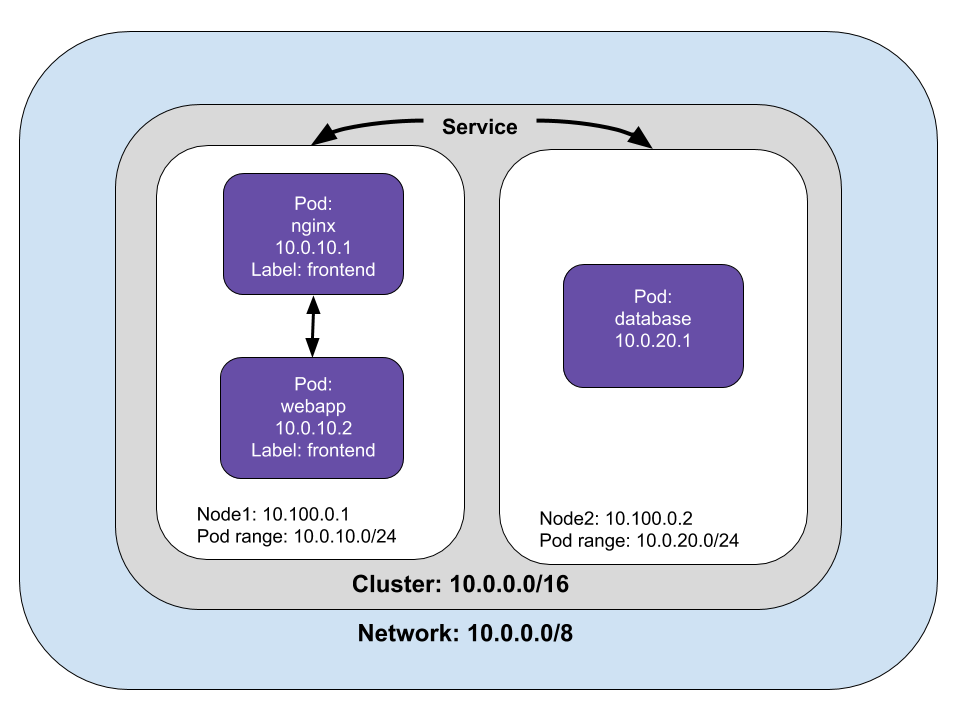 Service
Pod:
nginx
10.0.10.1
Label: frontend
Pod:
webapp
10.0.10.2
Label: frontend
Node1: 10.100.0.1
Pod range: 10.0.10.0/24
Pod:
database
10.0.20.1
Node2: 10.100.0.2
Pod range: 10.0.20.0/24
Cluster: 10.0.0.0/16
Network: 10.0.0.0/8